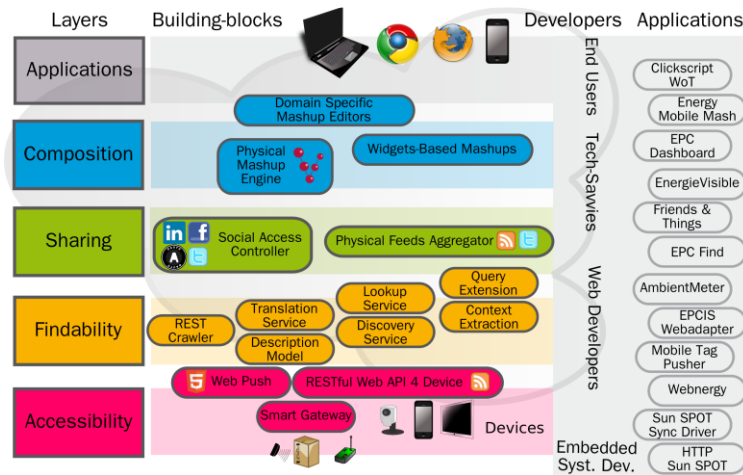 Layers
Building-blocks
Developers
Applications
Applications
End Users
Clickscript
WoT
Domain Specific
Mashup Editors
Energy
Mobile Mash
Composition
Physical
Mashup
Engine
Widgets-Based Mashups
Tech-Savvies
EPC
Dashboard
EnergieVisible
Sharing
in
f
A
t
Social Access
Controller
Physical Feeds Aggregator
t
Friends &
Things
EPC Find
Findability
REST
Crawler
Translation
Service
Description
Model
Lookup
Service
Discovery
Service
Query
Extension
Context
Extraction
Web Developers
AmbientMeter
EPCIS
Webadapter
Mobile Tag
Pusher
Webnergy
Accessibility
5
Web Push
RESTful Web API 4 Device
Smart Gateway
Devices
Embedded
Syst. Dev.
Sun SPOT
Sync Driver
HTTP
Sun SPOT